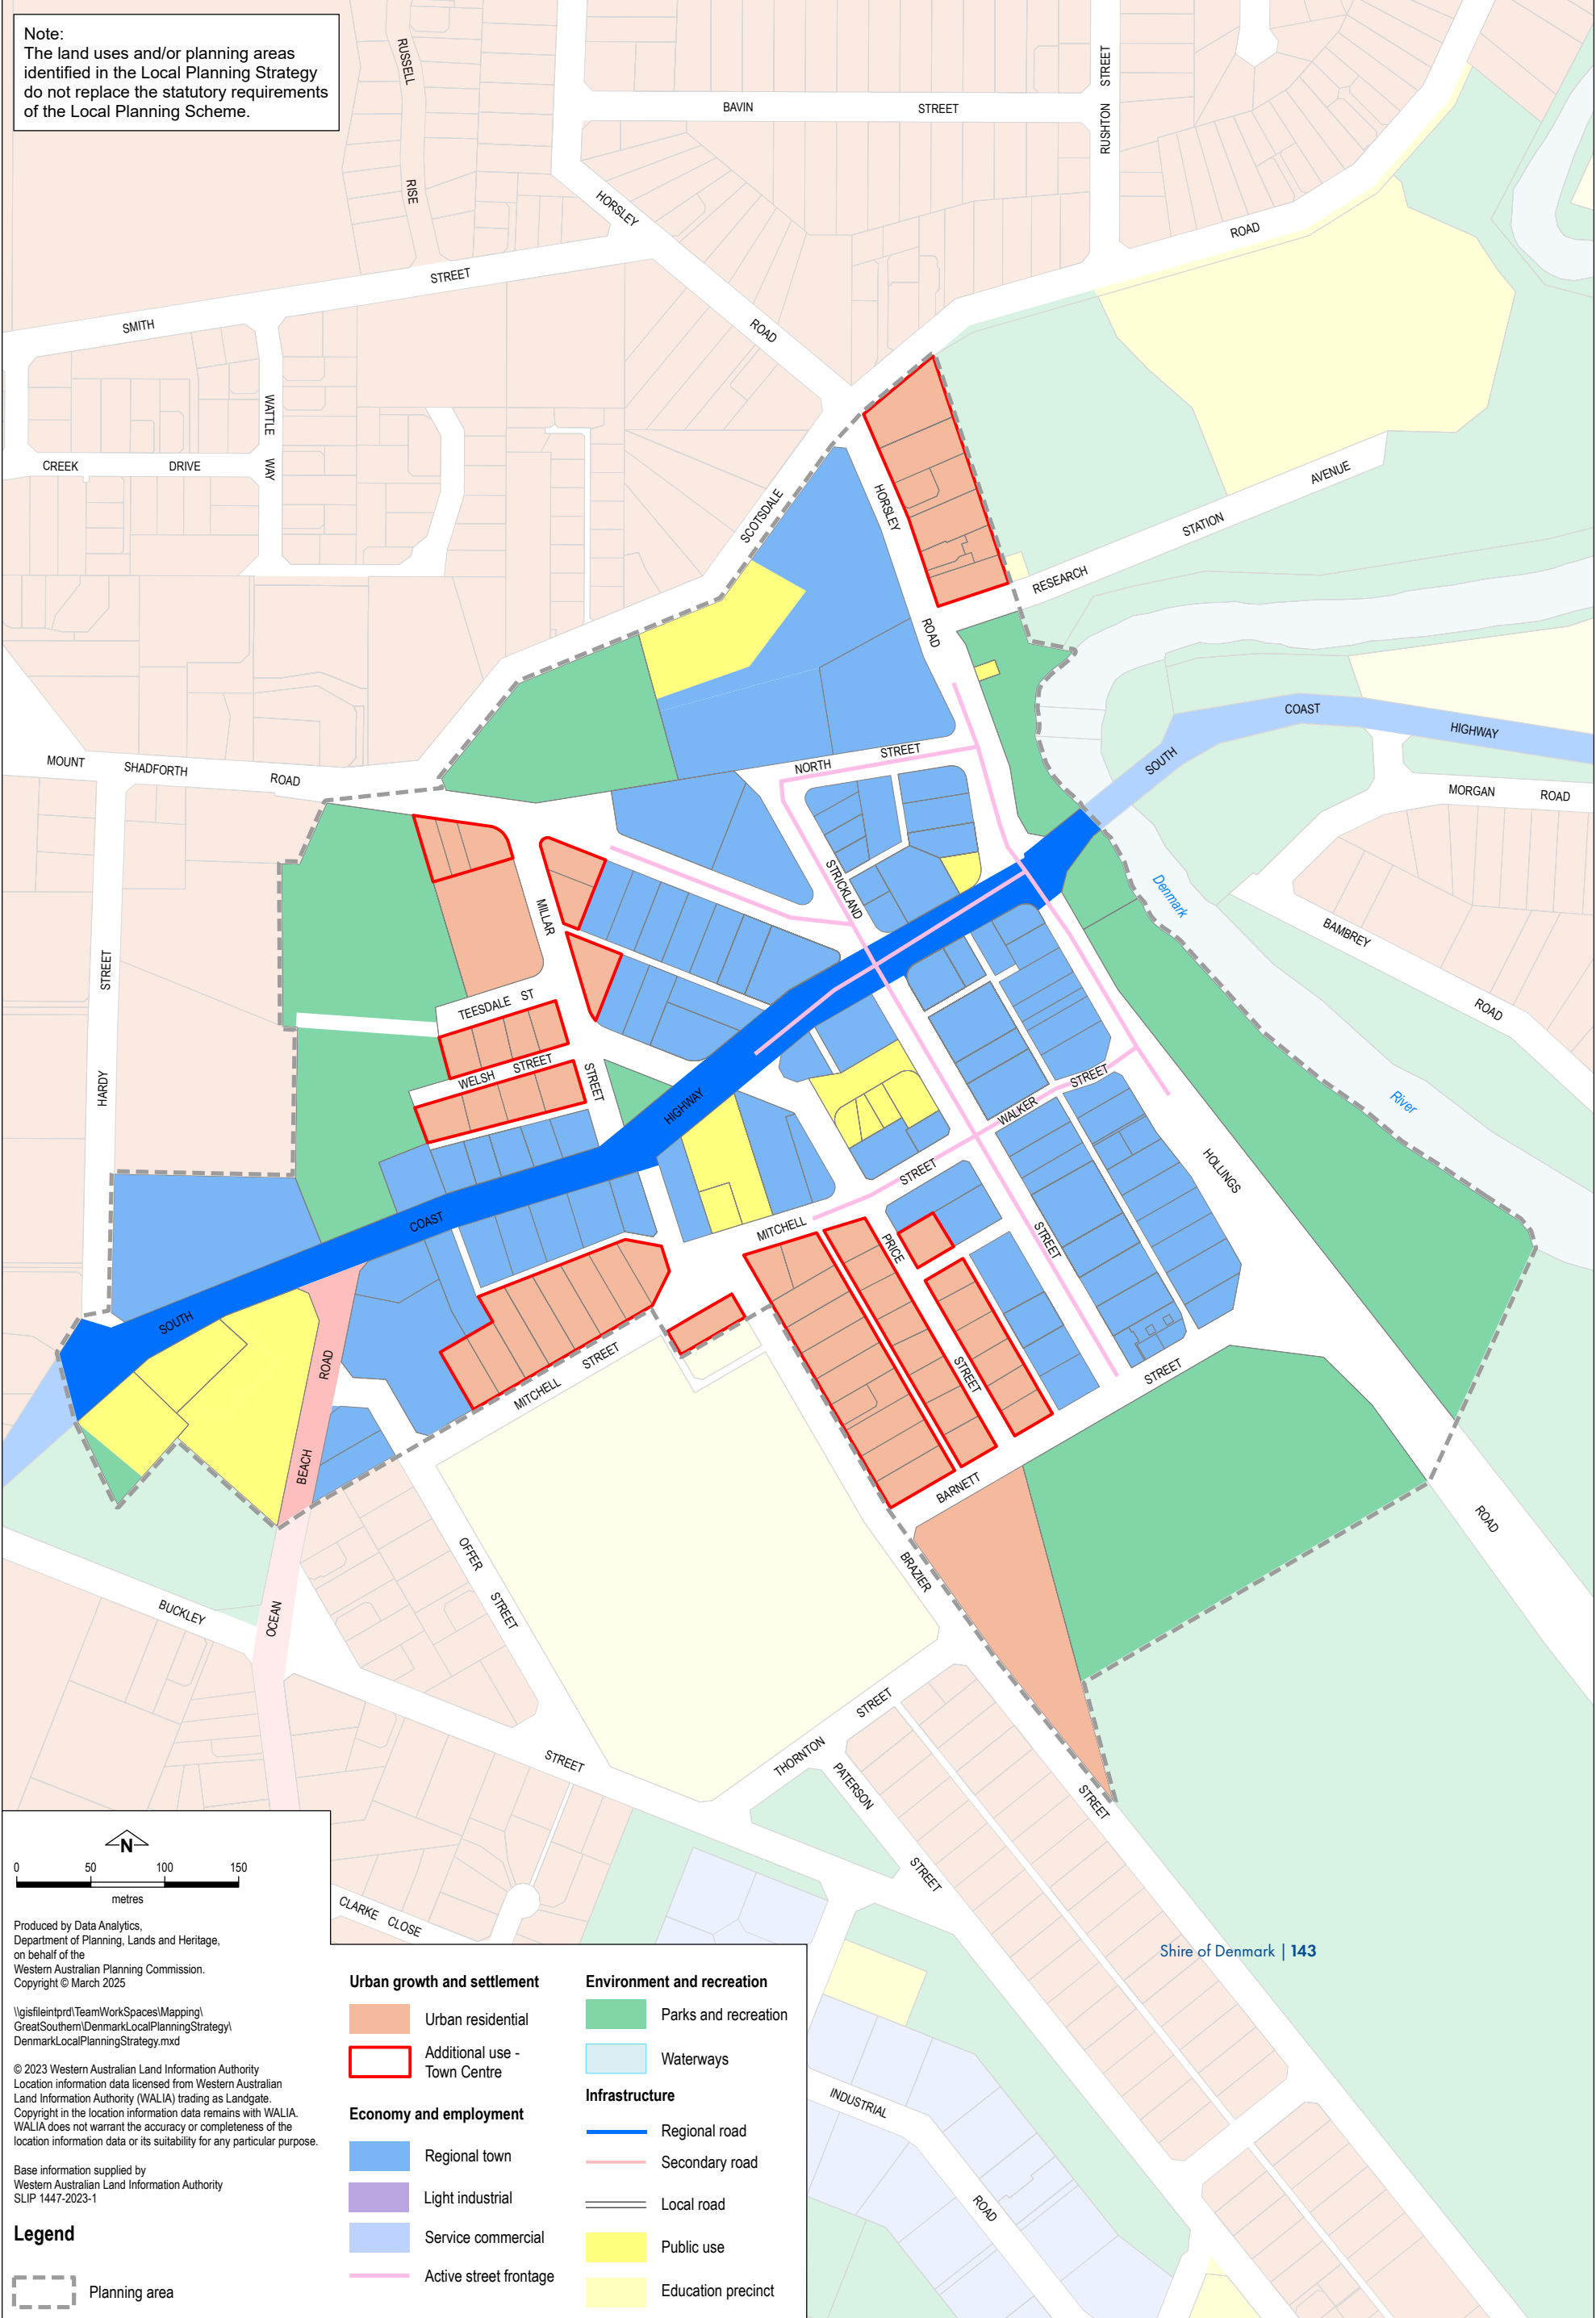 Note:
The land uses and/or planning areas
identified in the Local Planning Strategy
do not replace the statutory requirements
of the Local Planning Scheme.
RUSSELL
RISE
BAVIN STREET
RUSHTON STREET
HORSLEY
ROAD
ROAD
SMITH
STREET
WATTLE WAY
CREEK DRIVE
SCOTSDALE
HORSLEY
ROAD
RESEARCH
STATION
AVENUE
MOUNT SHADFORTH ROAD
NORTH STREET
COAST
HIGHWAY
SOUTH
MORGAN ROAD
STRICKLAND
Denmark
BAMBREY
ROAD
MILLAR
HARDY STREET
TEESDALE ST
WELSH STREET
STREET
HIGHWAY
WALKER
STREET
River
HOLLINGS
STREET
MITCHELL
PRICE
STREET
COAST
SOUTH
ROAD
BEACH
MITCHELL
STREET
STREET
STREET
BARNETT
ROAD
BRAZIER
OFFER
STREET
BUCKLEY
OCEAN
STREET
THORNTON
STREET
PATERSON
STREET
STREET
CLARKE CLOSE
INDUSTRIAL
ROAD
Shire of Denmark | 143
N
0 50 100 150
metres
Produced by Data Analytics,
Department of Planning, Lands and Heritage,
on behalf of the
Western Australian Planning Commission.
Copyright © March 2025
\\gisfileintprd\TeamWorkSpaces\Mapping\
GreatSouthern\DenmarkLocalPlanningStrategy\
DenmarkLocalPlanningStrategy.mxd
© 2023 Western Australian Land Information Authority
Location information data licensed from Western Australian
Land Information Authority (WALIA) trading as Landgate.
Copyright in the location information data remains with WALIA.
WALIA does not warrant the accuracy or completeness of the
location information data or its suitability for any particular purpose.
Base information supplied by
Western Australian Land Information Authority
SLIP 1447-2023-1
Legend
Planning area
Urban growth and settlement
Urban residential
Additional use -
Town Centre
Economy and employment
Regional town
Light industrial
Service commercial
Active street frontage
Environment and recreation
Parks and recreation
Waterways
Infrastructure
Regional road
Secondary road
Local road
Public use
Education precinct